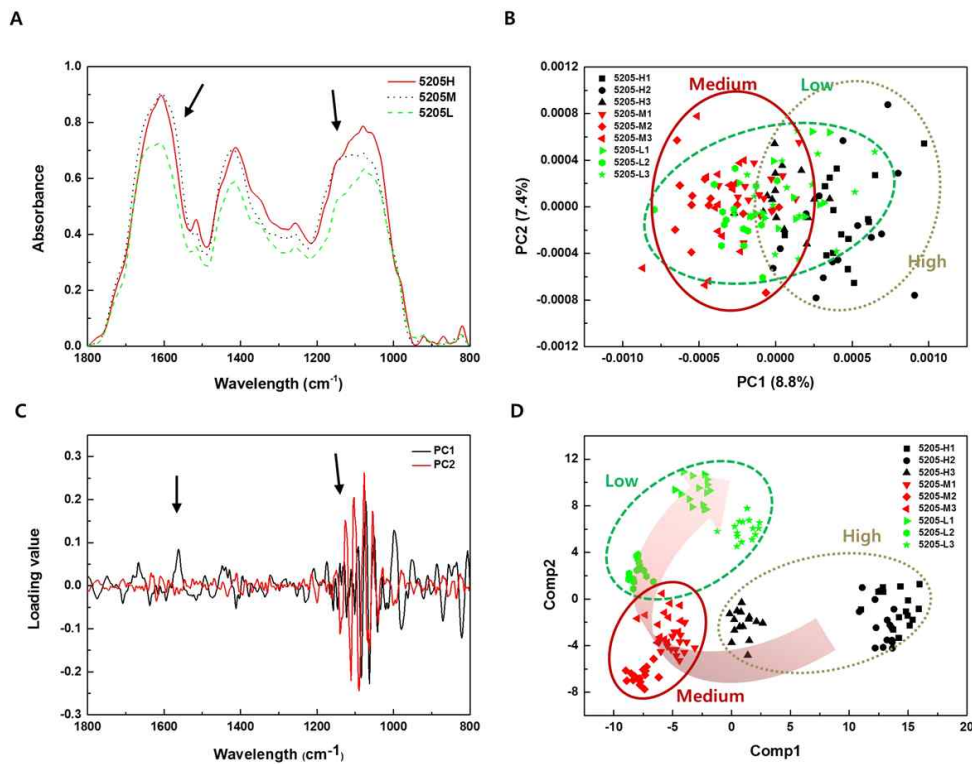 A
1.0
0.8
0.6
0.4
0.2
0.0
Absorbance
5205H
5205M
5205L
1800
1600
1400
1200
1000
800
Wavelength (cm-1)
B
0.0012
0.0008
0.0004
0.0000
-0.0004
-0.0008
-0.0012
PC2 (7.4%)
5205-H1
5205-H2
5205-H3
5205-M1
5205-M2
5205-M3
5205-L1
5205-L2
5205-L3
Medium
Low
High
-0.0010
-0.0005
0.0000
0.0005
0.0010
PC1 (8.8%)
C
0.3
0.2
0.1
0.0
-0.1
-0.2
-0.3
Loading value
PC1
PC2
1800
1600
1400
1200
1000
800
Wavelength (cm-1)
D
12
8
4
0
-4
-8
Comp2
Low
High
Medium
5205-H1
5205-H2
5205-H3
5205-M1
5205-M2
5205-M3
5205-L1
5205-L2
5205-L3
-10
-5
0
5
10
15
20
Comp1